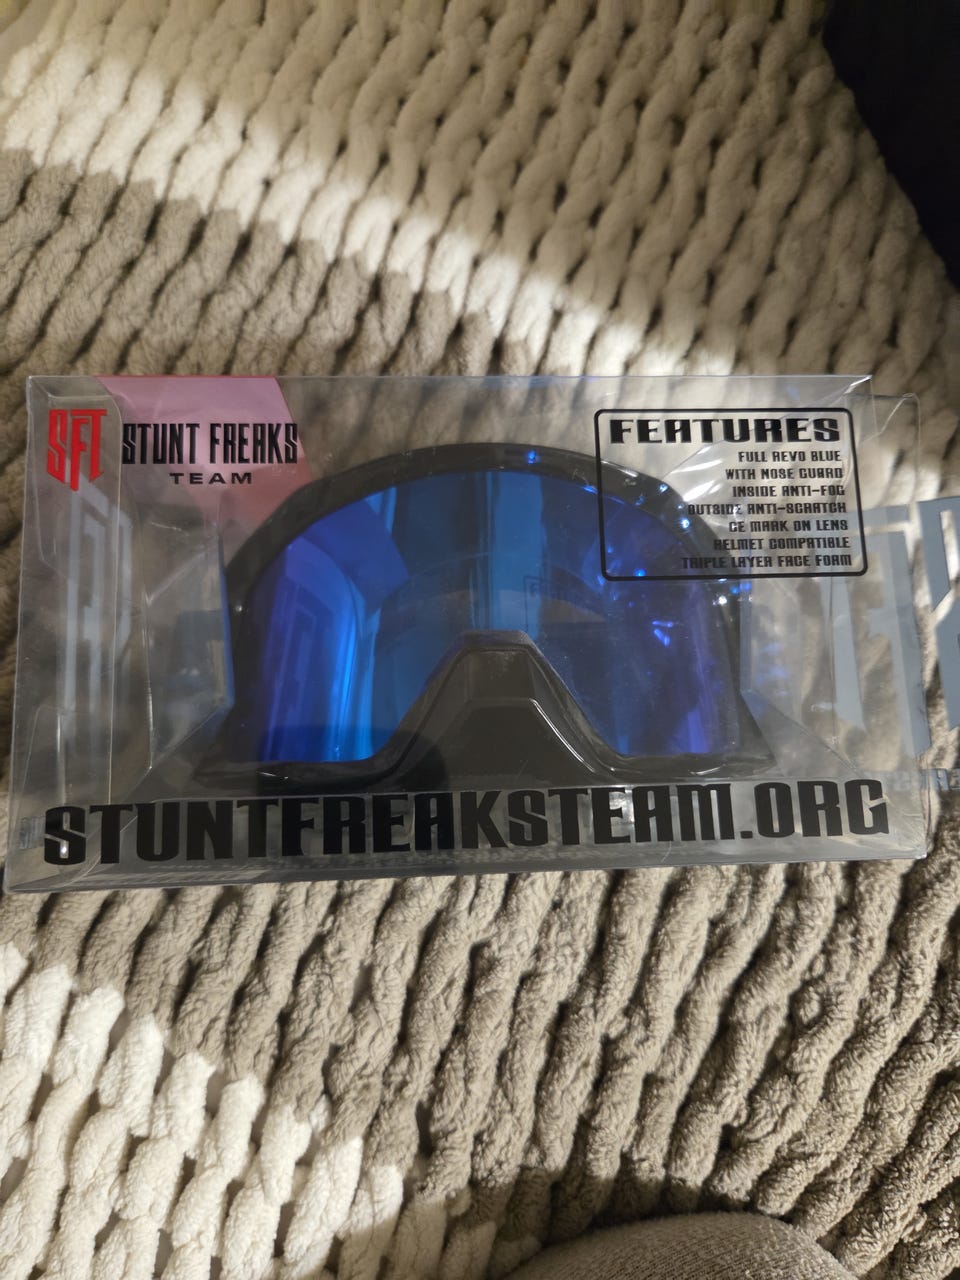 SFT
STUNT FREAKS
TEAM
FEATURES
FULL REVO BLUE
WITH NOSE GUARD
INSIDE ANTI-FOG
OUTSIDE ANTI-SCRATCH
CE MARK ON LENS
HELMET COMPATIBLE
TRIPLE LAYER FACE FORM
STUNTFREAKSTEAM.ORG